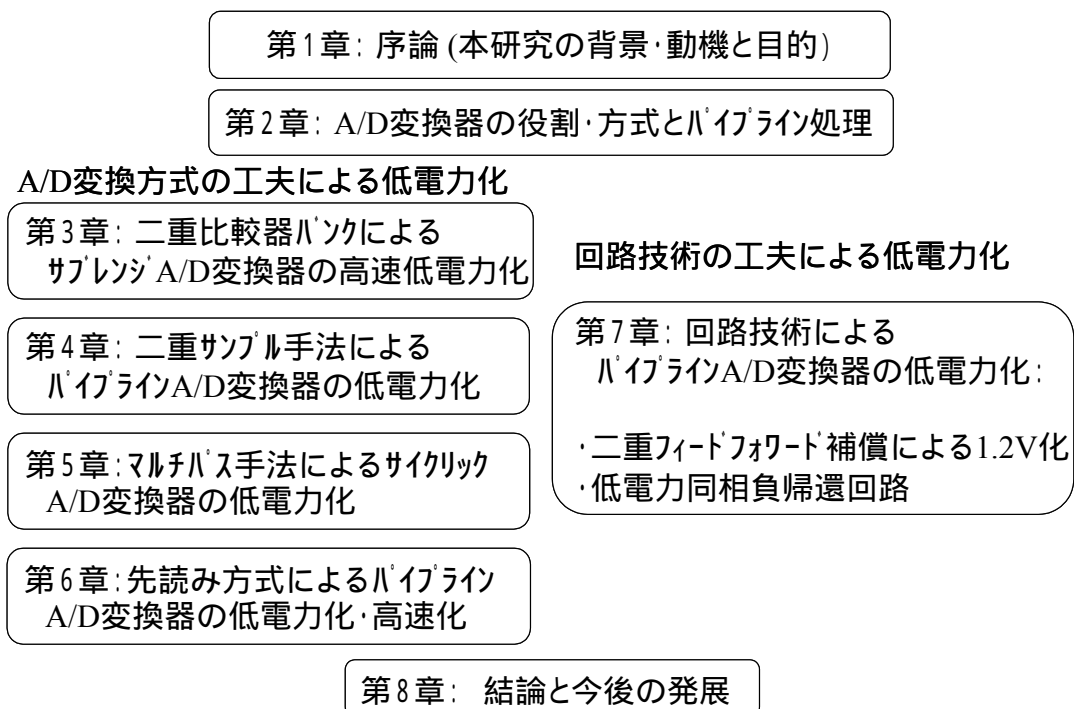 第1章: 序論 (本研究の背景･動機と目的)
第2章: A/D変換器の役割･方式とﾊﾟｲﾌﾟﾗｲﾝ処理
A/D変換方式の工夫による低電力化
第3章: 二重比較器ﾊﾞﾝｸによる
ｻﾌﾞﾚﾝｼﾞA/D変換器の高速低電力化
第4章: 二重ｻﾝﾌﾟﾙ手法による
ﾊﾟｲﾌﾟﾗｲﾝA/D変換器の低電力化
第5章:ﾏﾙﾁﾊﾟｽ手法によるｻｲｸﾘｯｸ
A/D変換器の低電力化
第6章:先読み方式によるﾊﾟｲﾌﾟﾗｲﾝ
A/D変換器の低電力化･高速化
回路技術の工夫による低電力化
第7章: 回路技術による
ﾊﾟｲﾌﾟﾗｲﾝA/D変換器の低電力化:
･二重ﾌｨｰﾄﾞﾌｫﾜｰﾄﾞ補償による1.2V化
･低電力同相負帰還回路
第8章: 結論と今後の発展